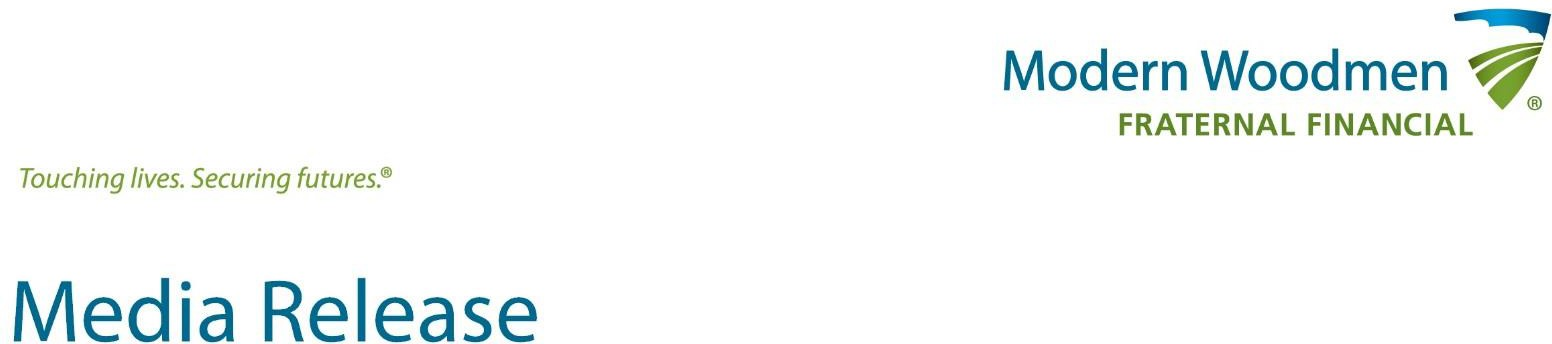 Modern Woodmen
®
FRATERNAL FINANCIAL
Touching lives. Securing futures.®
Media Release